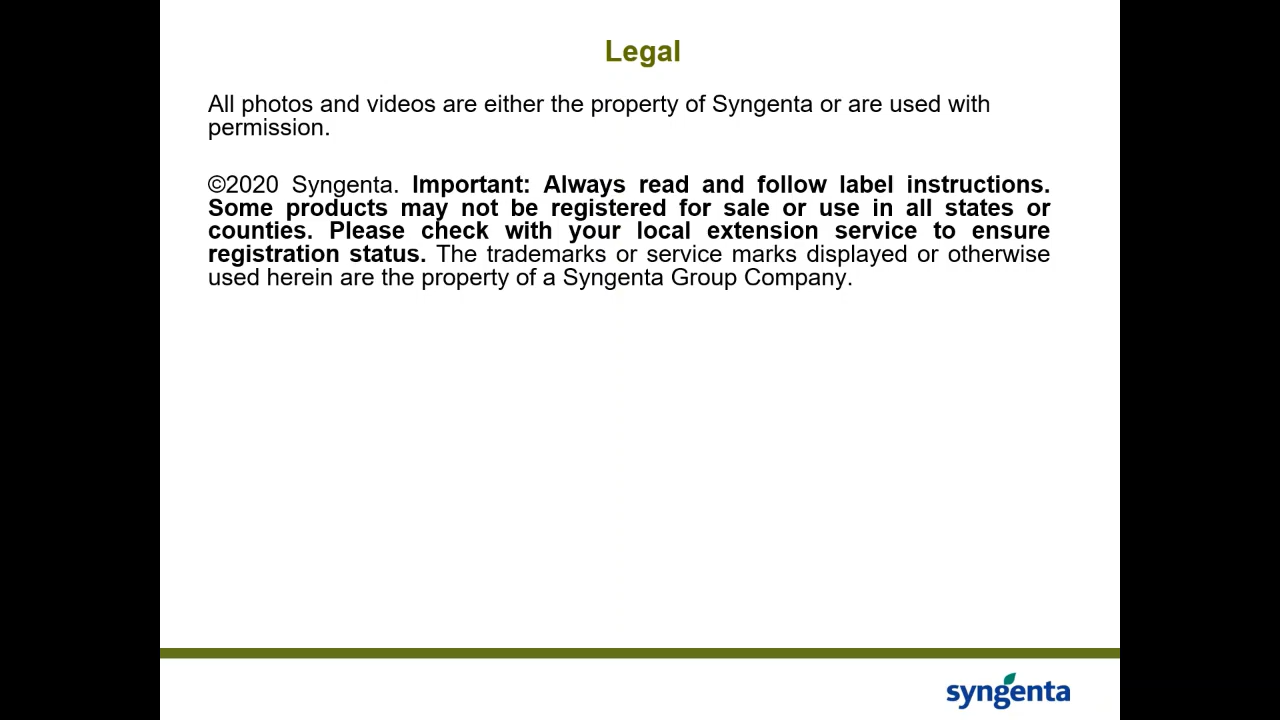 Legal
All photos and videos are either the property of Syngenta or are used with
permission.
©2020 Syngenta. Important: Always read and follow label instructions.
Some products may not be registered for sale or use in all states or
counties. Please check with your local extension service to ensure
registration status. The trademarks or service marks displayed or otherwise
used herein are the property of a Syngenta Group Company.
syngenta